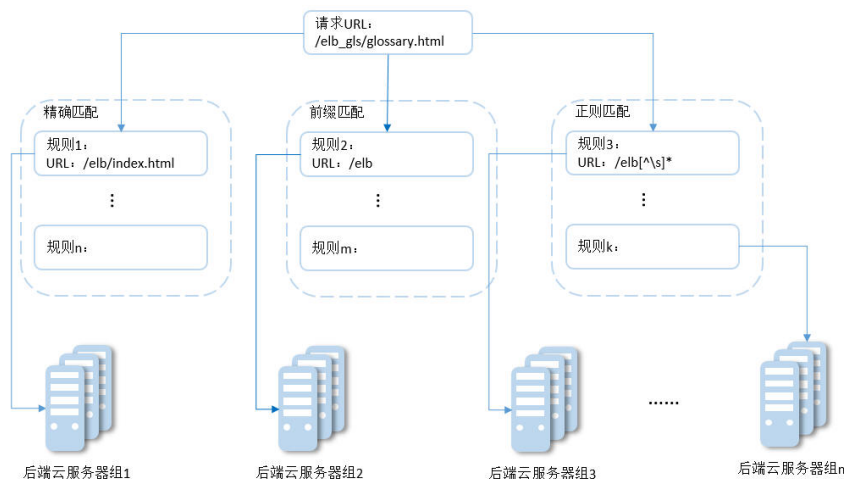 请求URL：
/elb_gls/glossary.html
精确匹配
前缀匹配
正则匹配
规则1：
URL：/elb/index.html
规则2：
URL：/elb
规则3：
URL：/elb[^\s]*
规则n：
规则m：
规则k：
......
后端云服务器组1
后端云服务器组2
后端云服务器组3
后端云服务器组n